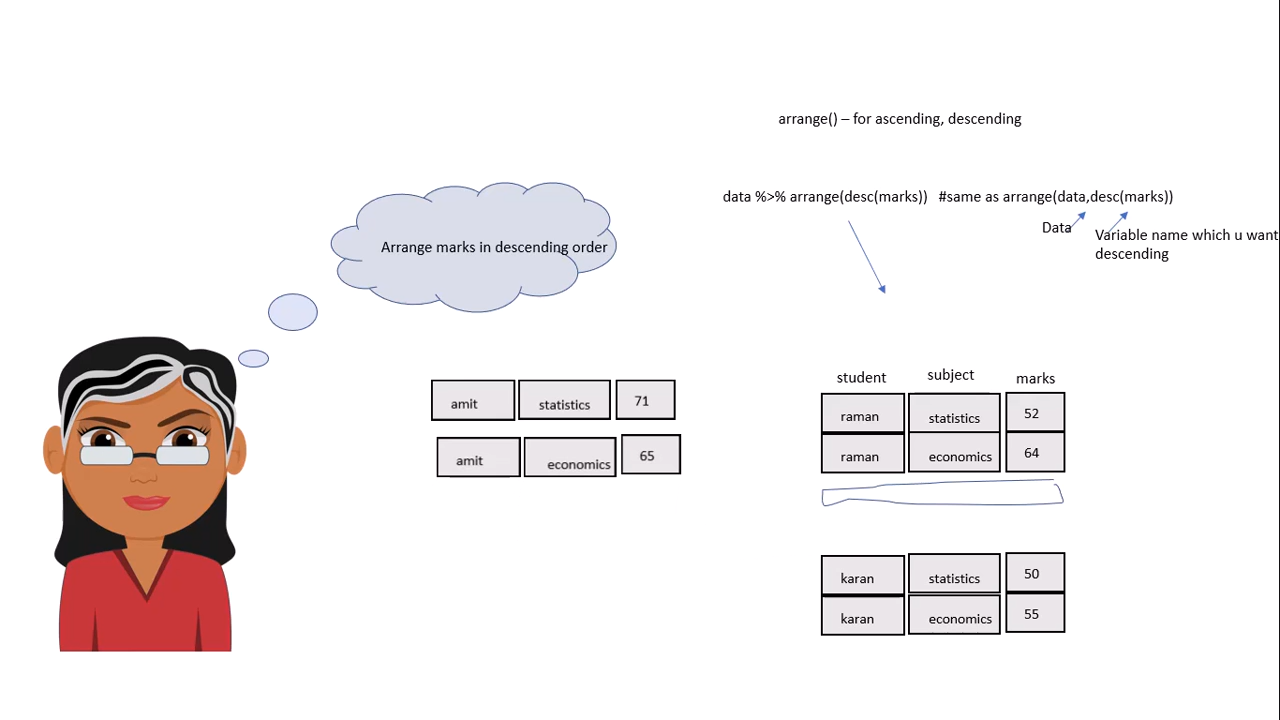 arrange() – for ascending, descending
data %>% arrange(desc(marks)) #same as arrange(data,desc(marks))
Data
Variable name which u want
descending
Arrange marks in descending order
amit statistics 71
amit economics 65
student subject marks
raman statistics 52
raman economics 64
karan statistics 50
karan economics 55